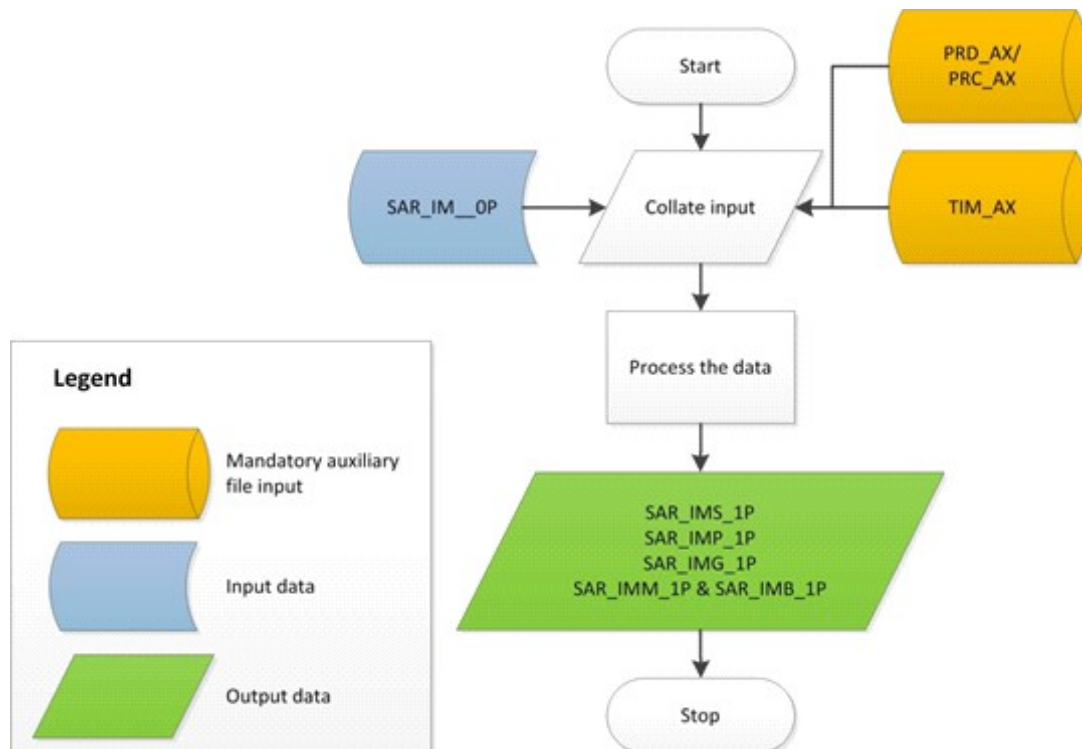 Start
PRD_AX/
PRC_AX
SAR_IM__0P
Collate input
TIM_AX
Process the data
Legend
Mandatory auxiliary
file input
Input data
Output data
SAR_IMS_1P
SAR_IMP_1P
SAR_IMG_1P
SAR_IMM_1P & SAR_IMB_1P
Stop